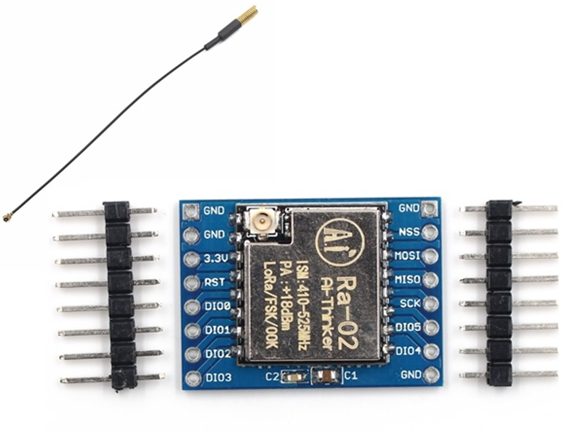 GND
GND
3.3V
RST
DIO0
DIO1
DIO2
DIO3
Ai
Ra-02
Ai-Thinker
ISM:410-525MHz
PA:+18dBm
LoRa/FSK/OOK
C2
C1
GND
NSS
MOSI
MISO
SCK
DIO5
DIO4
GND